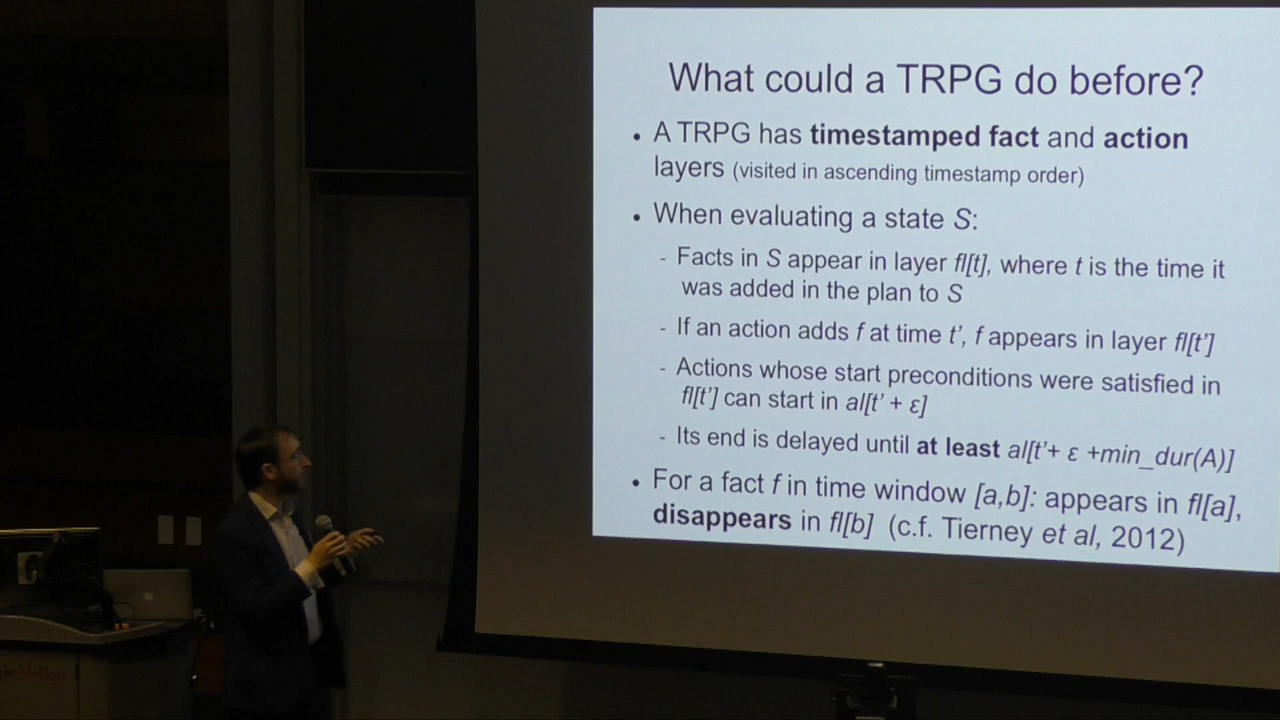 What could a TRPG do before?
• A TRPG has timestamped fact and action
layers (visited in ascending timestamp order)
• When evaluating a state S:
- Facts in S appear in layer fl[t], where t is the time it
was added in the plan to S
- If an action adds f at time t’, f appears in layer fl[t’]
- Actions whose start preconditions were satisfied in
fl[t’] can start in al[t’ + ε]
- Its end is delayed until at least al[t’+ ε +min_dur(A)]
• For a fact f in time window [a,b]: appears in fl[a],
disappears in fl[b] (c.f. Tierney et al, 2012)